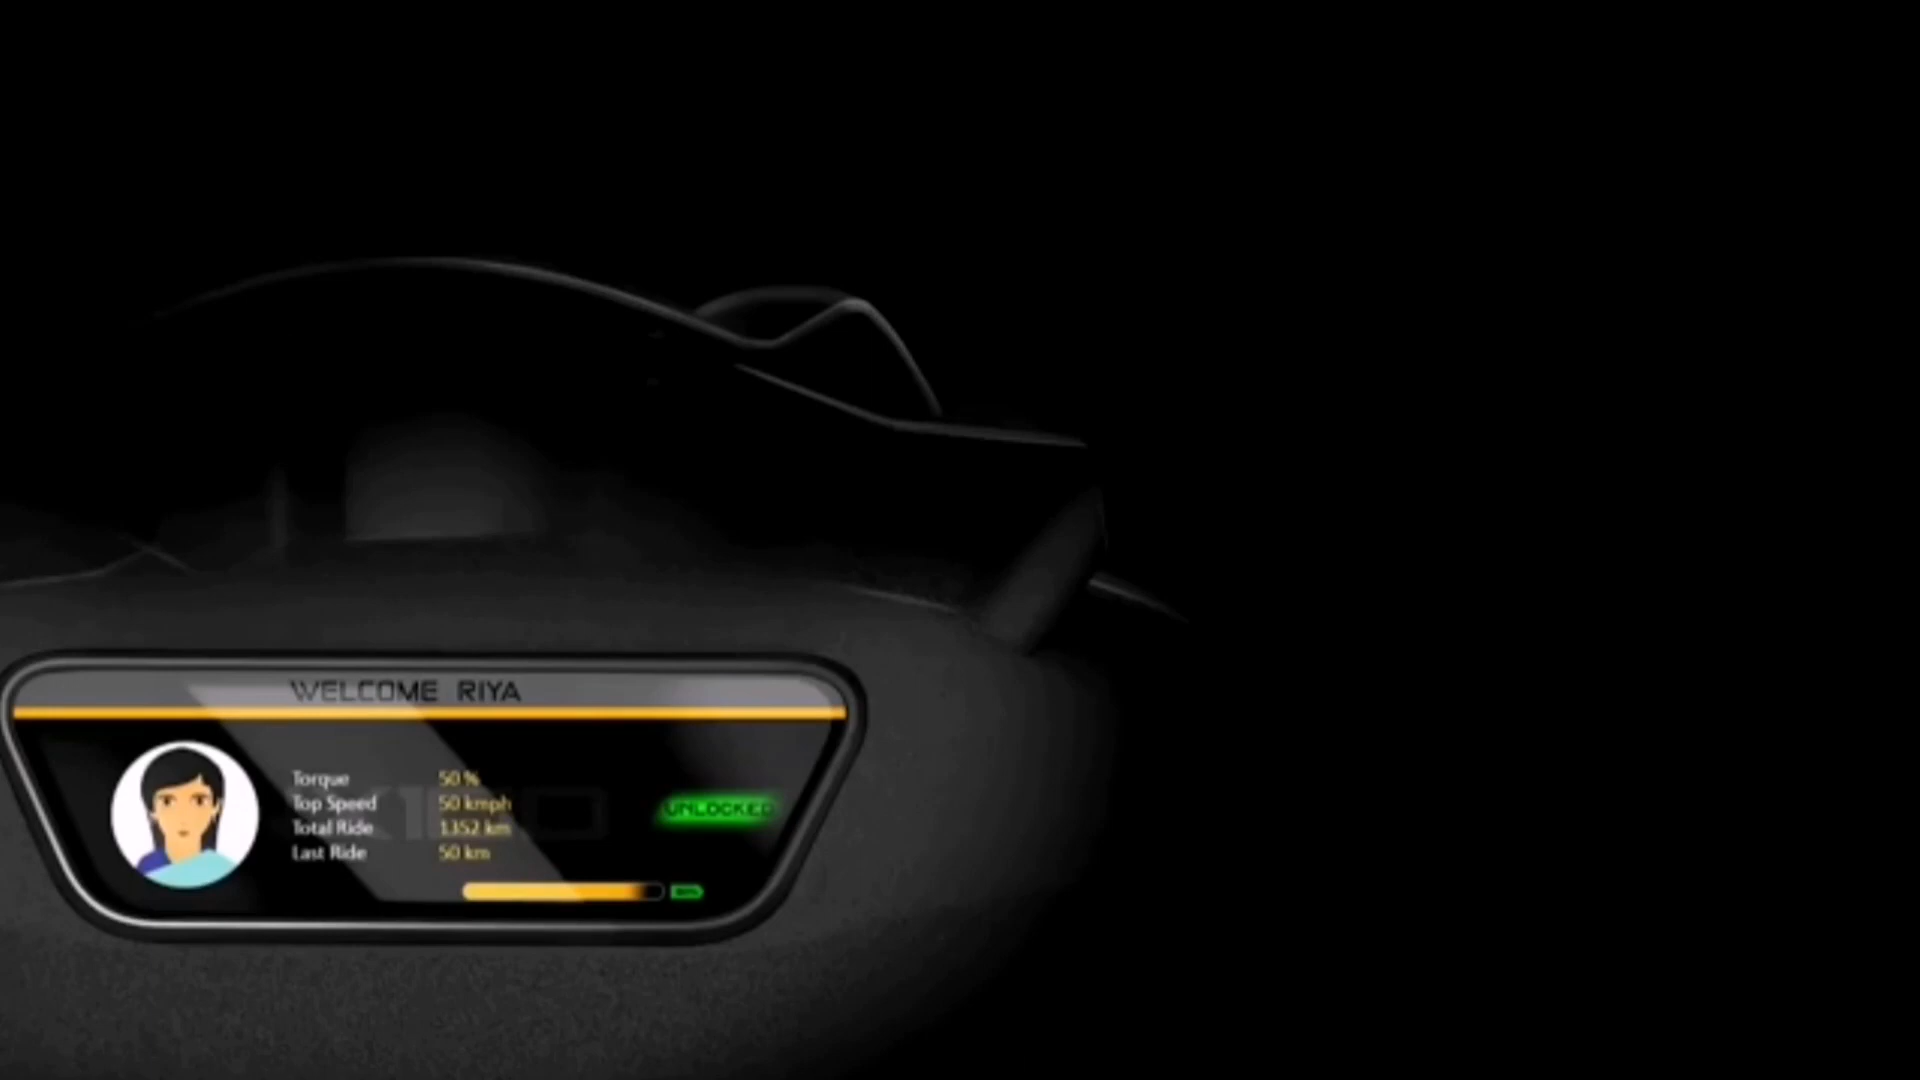 WELCOME RIYA
Torque 50 %
Top Speed 50 kmph
Total Ride 1352 km
Last Ride 50 km
UNLOCKED